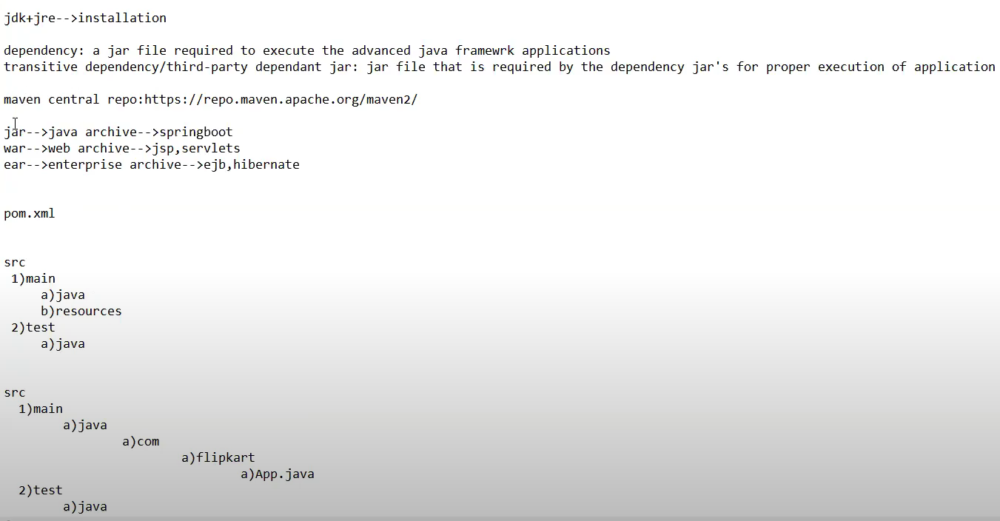 jdk+jre-->installation
dependency: a jar file required to execute the advanced java framewrk applications
transitive dependency/third-party dependant jar: jar file that is required by the dependency jar's for proper execution of application
maven central repo:https://repo.maven.apache.org/maven2/
jar-->java archive-->springboot
war-->web archive-->jsp,servlets
ear-->enterprise archive-->ejb,hibernate
pom.xml
src
1)main
a)java
b)resources
2)test
a)java
src
1)main
a)java
a)com
a)flipkart
a)App.java
2)test
a)java